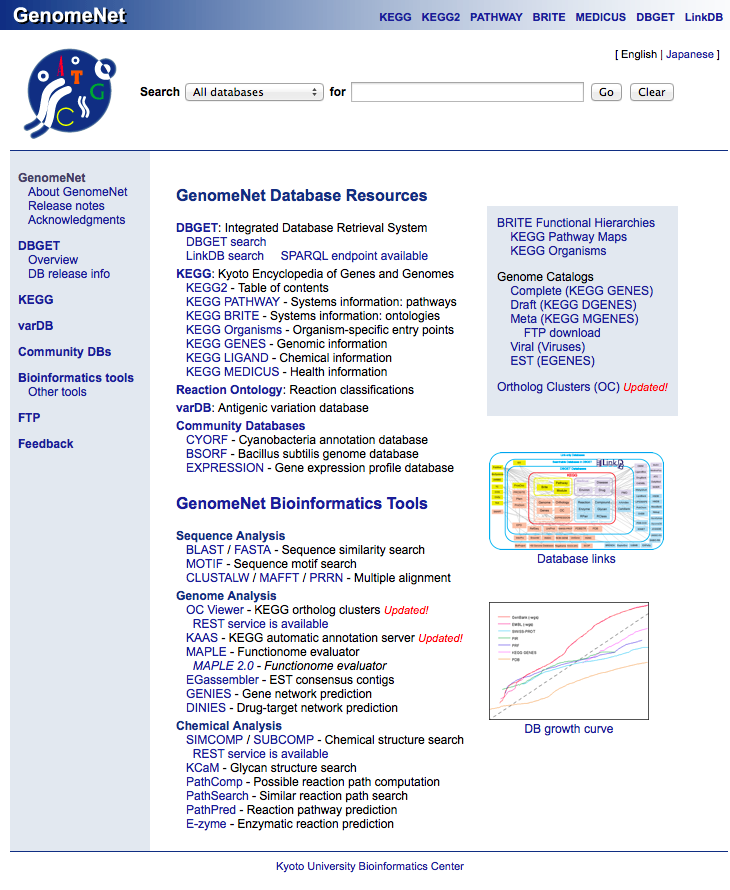 GenomeNet
KEGG KEGG2 PATHWAY BRITE MEDICUS DBGET LinkDB
[ English | Japanese ]
T
G
C
Search All databases for Go Clear
GenomeNet
About GenomeNet
Release notes
Acknowledgments
DBGET
Overview
DB release info
KEGG
varDB
Community DBs
Bioinformatics tools
Other tools
FTP
Feedback
GenomeNet Database Resources
DBGET: Integrated Database Retrieval System
DBGET search
LinkDB search SPARQL endpoint available
KEGG: Kyoto Encyclopedia of Genes and Genomes
KEGG2 - Table of contents
KEGG PATHWAY - Systems information: pathways
KEGG BRITE - Systems information: ontologies
KEGG Organisms - Organism-specific entry points
KEGG GENES - Genomic information
KEGG LIGAND - Chemical information
KEGG MEDICUS - Health information
Reaction Ontology: Reaction classifications
varDB: Antigenic variation database
Community Databases
CYORF - Cyanobacteria annotation database
BSORF - Bacillus subtilis genome database
EXPRESSION - Gene expression profile database
GenomeNet Bioinformatics Tools
Sequence Analysis
BLAST / FASTA - Sequence similarity search
MOTIF - Sequence motif search
CLUSTALW / MAFFT / PRRN - Multiple alignment
Genome Analysis
OC Viewer - KEGG ortholog clusters Updated!
REST service is available
KAAS - KEGG automatic annotation server Updated!
MAPLE - Functionome evaluator
MAPLE 2.0 - Functionome evaluator
EGassembler - EST consensus contigs
GENIES - Gene network prediction
DINIES - Drug-target network prediction
Chemical Analysis
SIMCOMP / SUBCOMP - Chemical structure search
REST service is available
KCaM - Glycan structure search
PathComp - Possible reaction path computation
PathSearch - Similar reaction path search
PathPred - Reaction pathway prediction
E-zyme - Enzymatic reaction prediction
BRITE Functional Hierarchies
KEGG Pathway Maps
KEGG Organisms
Genome Catalogs
Complete (KEGG GENES)
Draft (KEGG DGENES)
Meta (KEGG MGENES)
FTP download
Viral (Viruses)
EST (EGENES)
Ortholog Clusters (OC) Updated!
KEGG
Database links
SWISS-PROT
PIR
PRF
KEGG GENES
PDB
DB growth curve
Kyoto University Bioinformatics Center